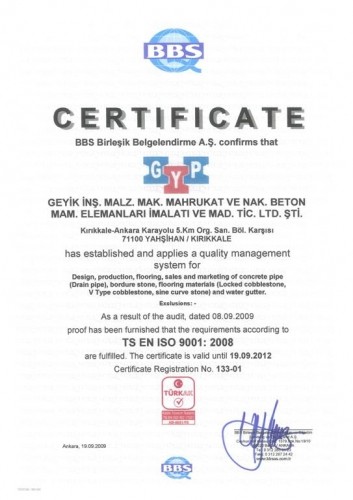 BBS
CERTIFICATE
BBS Birleşik Belgelendirme A.Ş. confirms that
GYP
GEYİK İNŞ. MALZ. MAK. MAHRUKAT VE NAK. BETON
MAM. ELEMANLARI İMALATI VE MAD. TİC. LTD. ŞTİ.
Kırıkkale-Ankara Karayolu 5.Km Org. San. Böl. Karşısı
71100 YAHŞİHAN / KIRIKKALE
has established and applies a quality management
system for
Design, production, flooring, sales and marketing of concrete pipe
(Drain pipe), bordure stone, flooring materials (Locked cobblestone,
V Type cobblestone, sine curve stone) and water gutter.
Exclusions: -
As a result of the audit, dated 08.09.2009
proof has been furnished that the requirements according to
TS EN ISO 9001: 2008
are fulfilled. The certificate is valid until 19.09.2012
Certificate Registration No. 133-01
TÜRKAK
Ankara, 19.09.2009
BBS